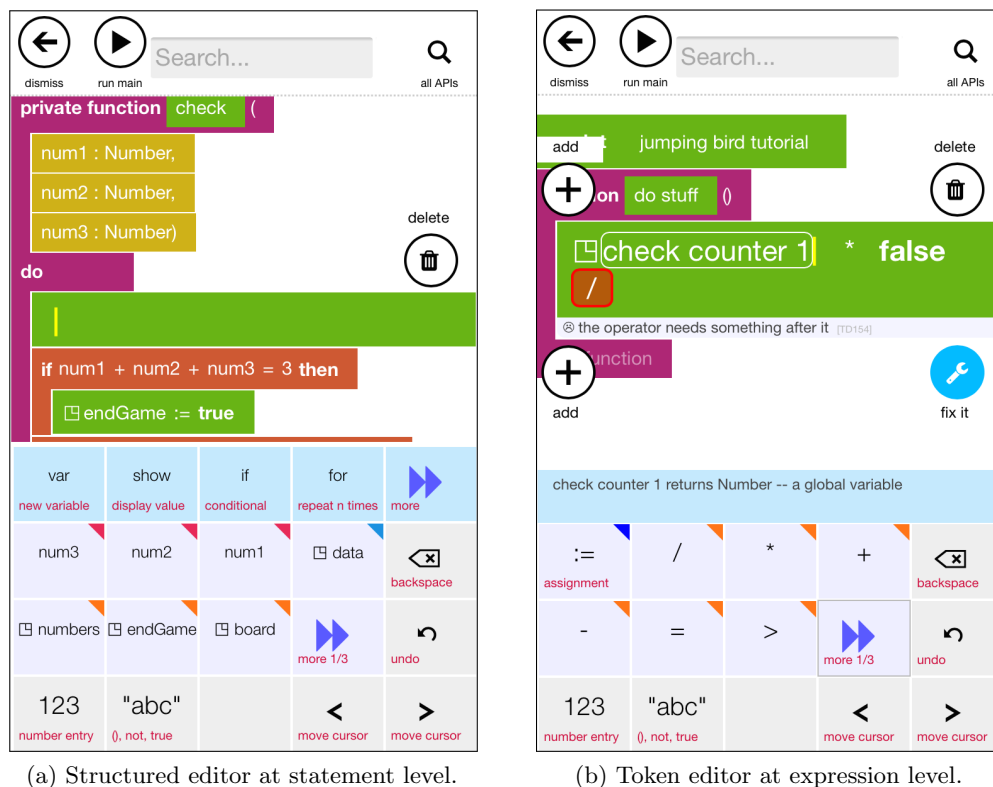 Search...
dismiss
run main
all APIs
private function check (
num1 : Number,
num2 : Number,
num3 : Number)
delete
do
if num1 + num2 + num3 = 3 then
endGame := true
var
show
if
for
new variable
display value
conditional
repeat n times
more
num3
num2
num1
data
backspace
numbers
endGame
board
more 1/3
undo
123
"abc"
<
>
number entry
(), not, true
move cursor
move cursor
(a) Structured editor at statement level.
Search...
dismiss
run main
all APIs
add
jumping bird tutorial
delete
+
on do stuff ()
check counter 1 * false
/
☹ the operator needs something after it [TD154]
+
unction
add
fix it
check counter 1 returns Number -- a global variable
:=
/
*
+
assignment
backspace
-
=
>
more 1/3
undo
123
"abc"
<
>
number entry
(), not, true
move cursor
move cursor
(b) Token editor at expression level.